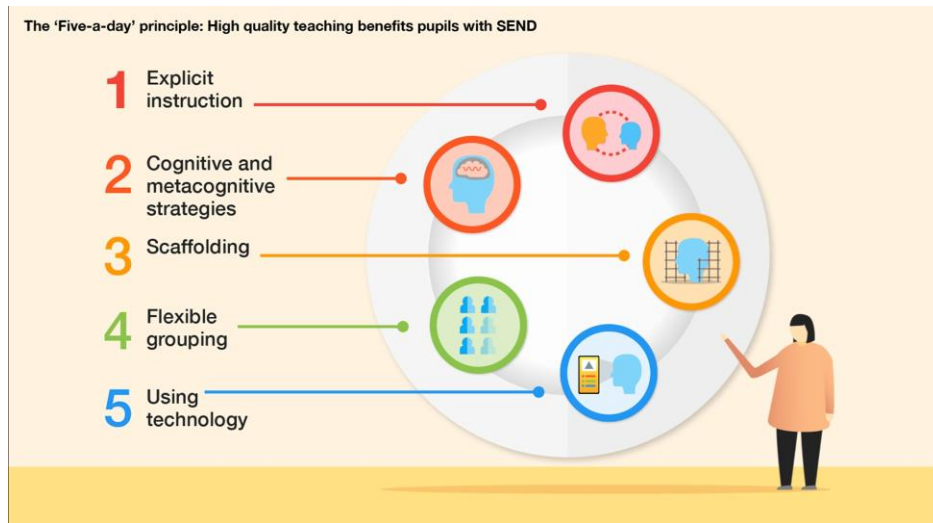 The ‘Five-a-day’ principle: High quality teaching benefits pupils with SEND
1 Explicit
instruction
2 Cognitive and
metacognitive
strategies
3 Scaffolding
4 Flexible
grouping
5 Using
technology